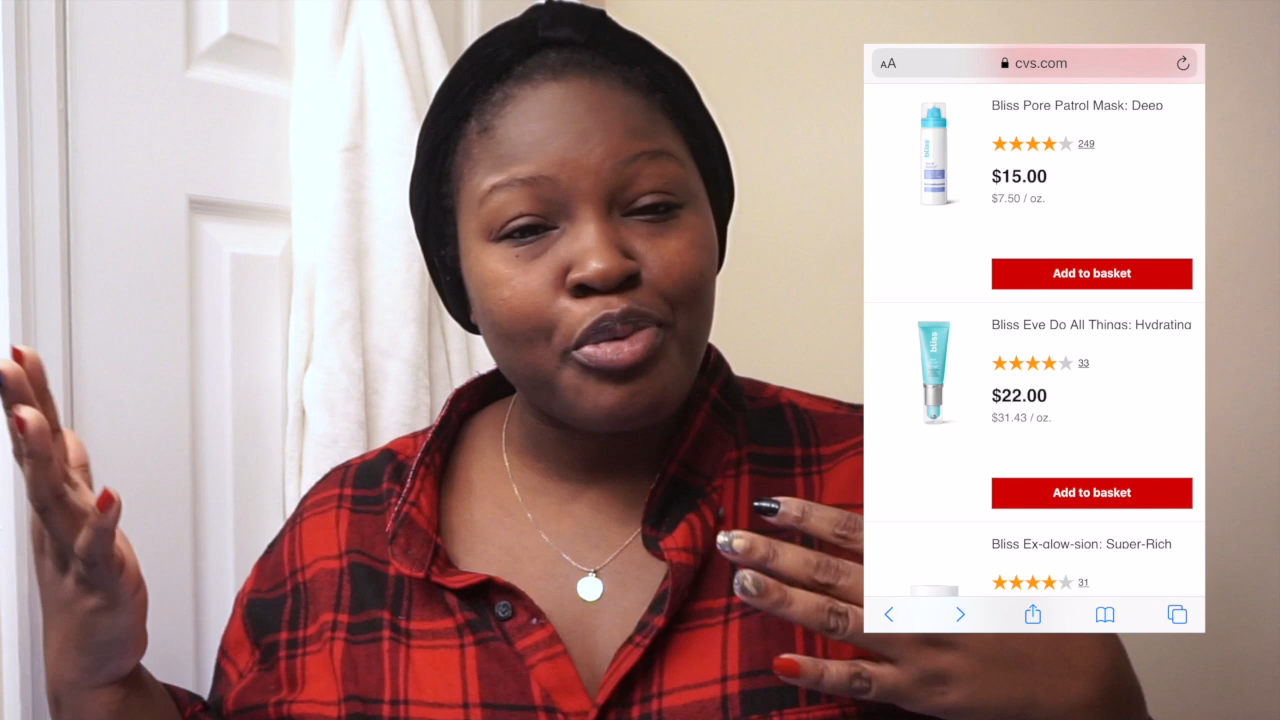 AA
cvs.com
Bliss Pore Patrol Mask: Deep
249
$15.00
$7.50 / oz.
Add to basket
bliss
Bliss Eye Do All Things: Hydrating
33
$22.00
$31.43 / oz.
Add to basket
bliss
Bliss Ex-glow-sion: Super-Rich
31